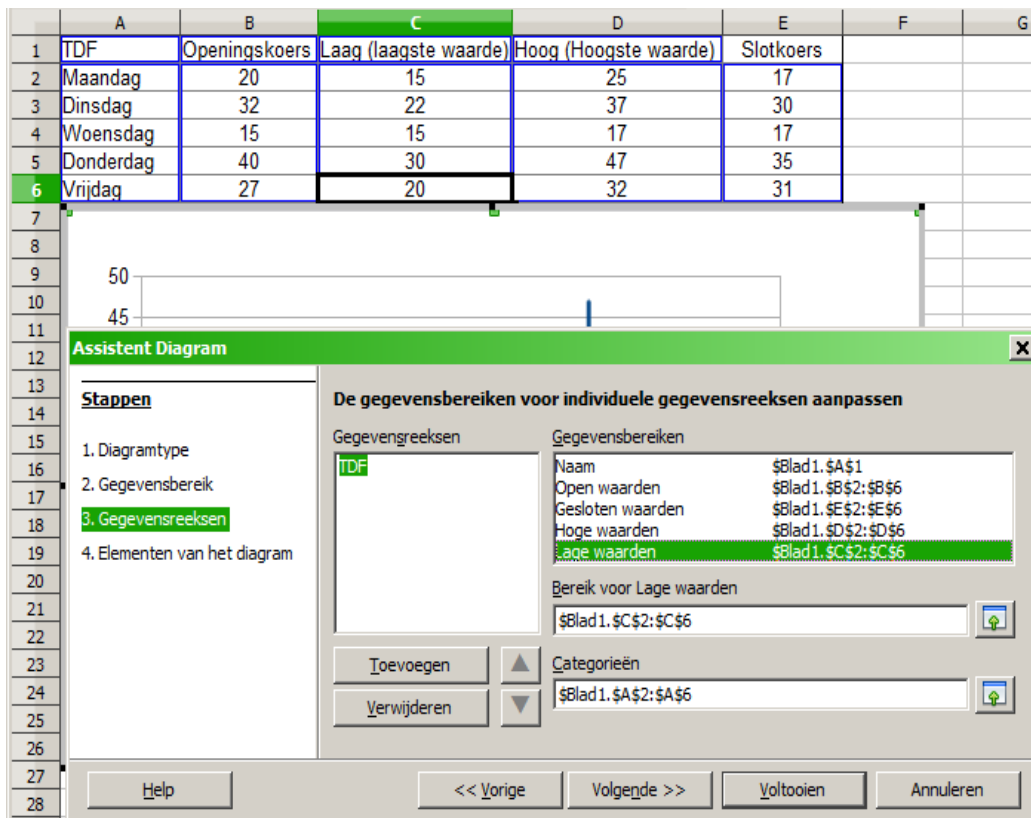 A B C D E F G
1 TDF Openingskoers Laag (laagste waarde) Hoog (Hoogste waarde) Slotkoers
2 Maandag 20 15 25 17
3 Dinsdag 32 22 37 30
4 Woensdag 15 15 17 17
5 Donderdag 40 30 47 35
6 Vrijdag 27 20 32 31
7
8
9 50
10
11 45
12 Assistent Diagram
13
14 Stappen De gegevensbereiken voor individuele gegevensreeksen aanpassen
15 Gegevensreeksen Gegevensbereiken
1. Diagramtype
16 TDF Naam $Blad1.$A$1
17 2. Gegevensbereik Open waarden $Blad1.$B$2:$B$6
Gesloten waarden $Blad1.$E$2:$E$6
18 3. Gegevensreeksen Hoge waarden $Blad1.$D$2:$D$6
19 4. Elementen van het diagram Lage waarden $Blad1.$C$2:$C$6
20
21 Bereik voor Lage waarden
22 $Blad1.$C$2:$C$6
23 Toevoegen Categorieën
24 $Blad1.$A$2:$A$6
25 Verwijderen
26
27
28 Help << Vorige Volgende >> Voltooien Annuleren